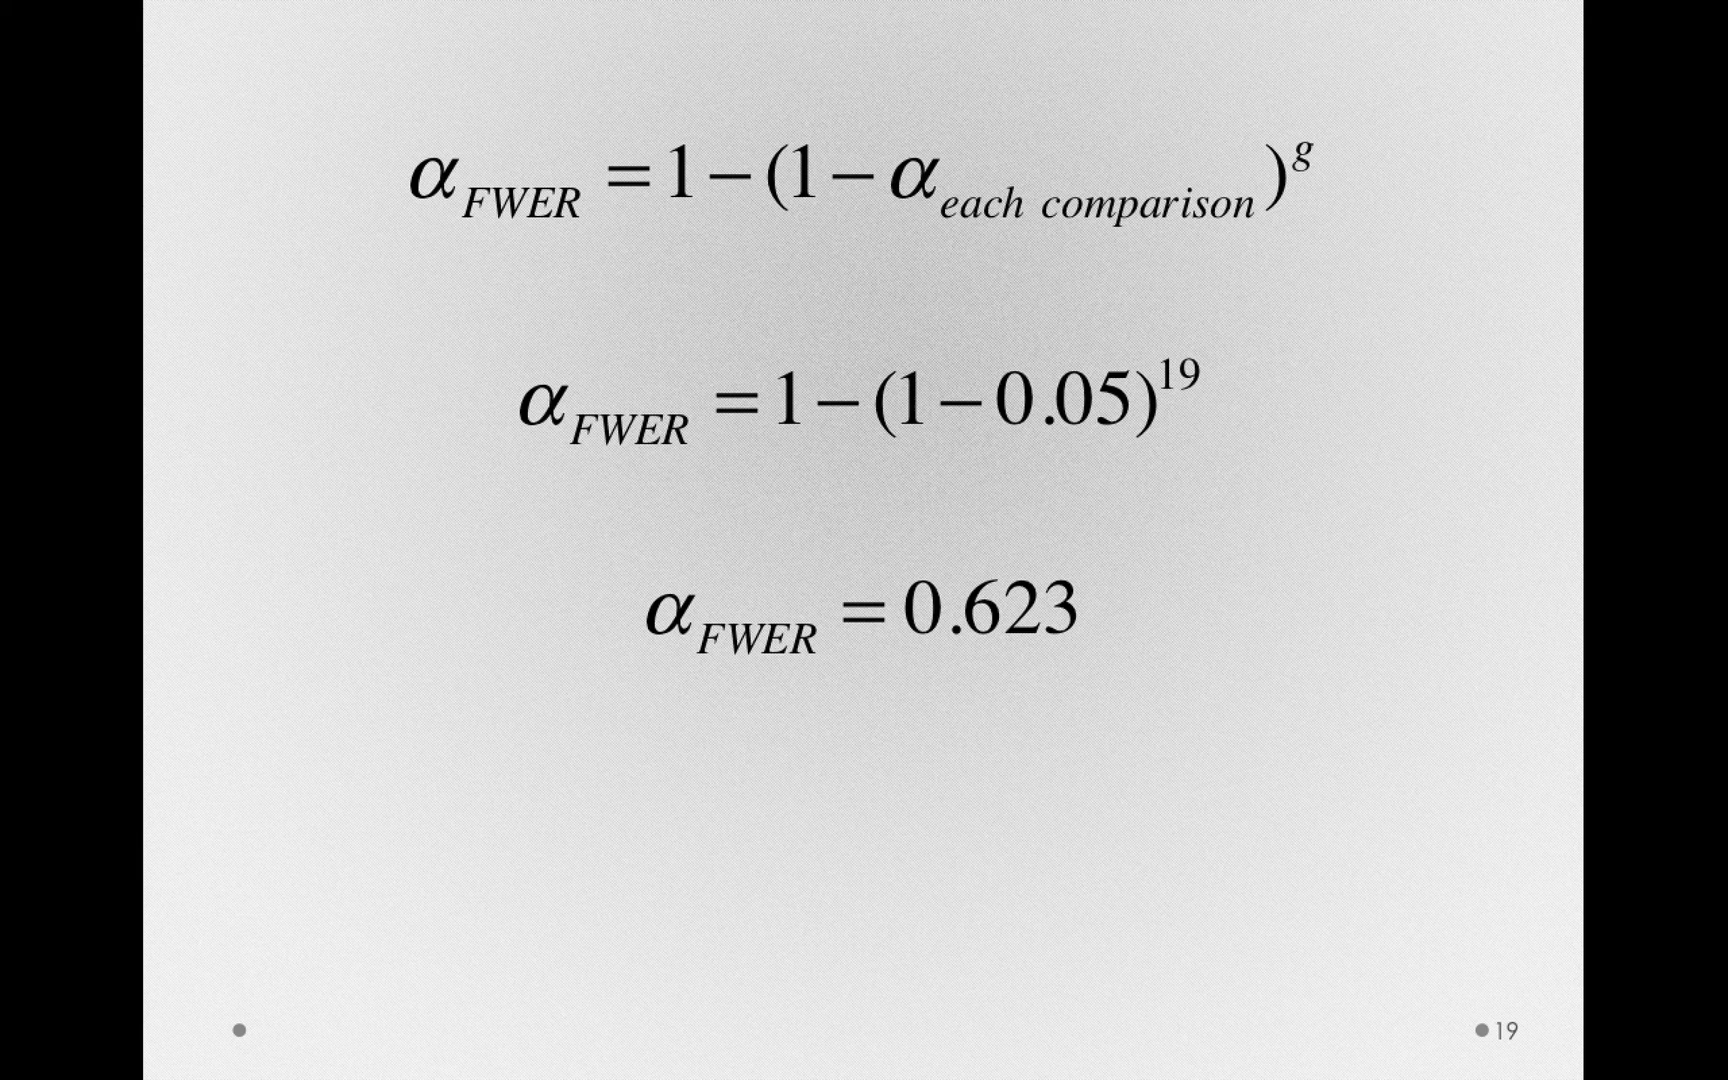 α_FWER = 1 − (1 − α_each comparison)^g
α_FWER = 1 − (1 − 0.05)^19
α_FWER = 0.623
19